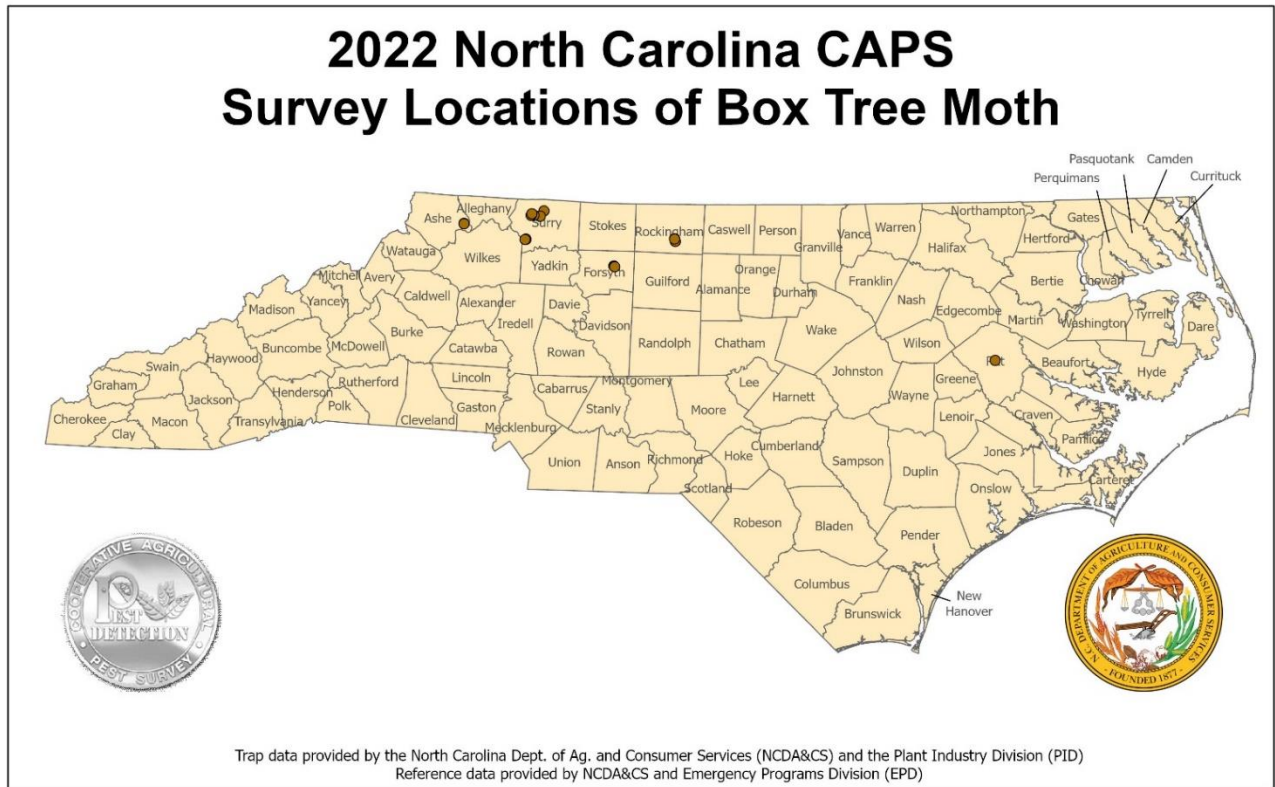 2022 North Carolina CAPS
Survey Locations of Box Tree Moth
Pasquotank
Camden
Perquimans
Currituck
Ashe
Alleghany
Surry
Stokes
Rockingham
Caswell
Person
Granville
Vance
Warren
Northampton
Halifax
Hertford
Gates
Watauga
Wilkes
Yadkin
Forsyth
Guilford
Alamance
Orange
Durham
Franklin
Nash
Edgecombe
Bertie
Chowan
Mitchell
Avery
Caldwell
Alexander
Iredell
Davie
Davidson
Madison
Yancey
Burke
Wake
Wilson
Martin
Washington
Tyrrell
Dare
Haywood
Buncombe
McDowell
Catawba
Rowan
Randolph
Chatham
Johnston
Greene
Beaufort
Hyde
Swain
Graham
Rutherford
Lincoln
Cabarrus
Montgomery
Lee
Harnett
Wayne
Lenoir
Craven
Pamlico
Jackson
Henderson
Polk
Cleveland
Gaston
Stanly
Moore
Cherokee
Macon
Clay
Transylvania
Mecklenburg
Union
Anson
Richmond
Scotland
Hoke
Cumberland
Sampson
Duplin
Jones
Onslow
Carteret
Robeson
Bladen
Pender
Columbus
Brunswick
New
Hanover
COOPERATIVE AGRICULTURAL
PEST
DETECTION
PEST SURVEY
N.C. DEPARTMENT OF AGRICULTURE AND CONSUMER SERVICES
FOUNDED 1877
Trap data provided by the North Carolina Dept. of Ag. and Consumer Services (NCDA&CS) and the Plant Industry Division (PID)
Reference data provided by NCDA&CS and Emergency Programs Division (EPD)